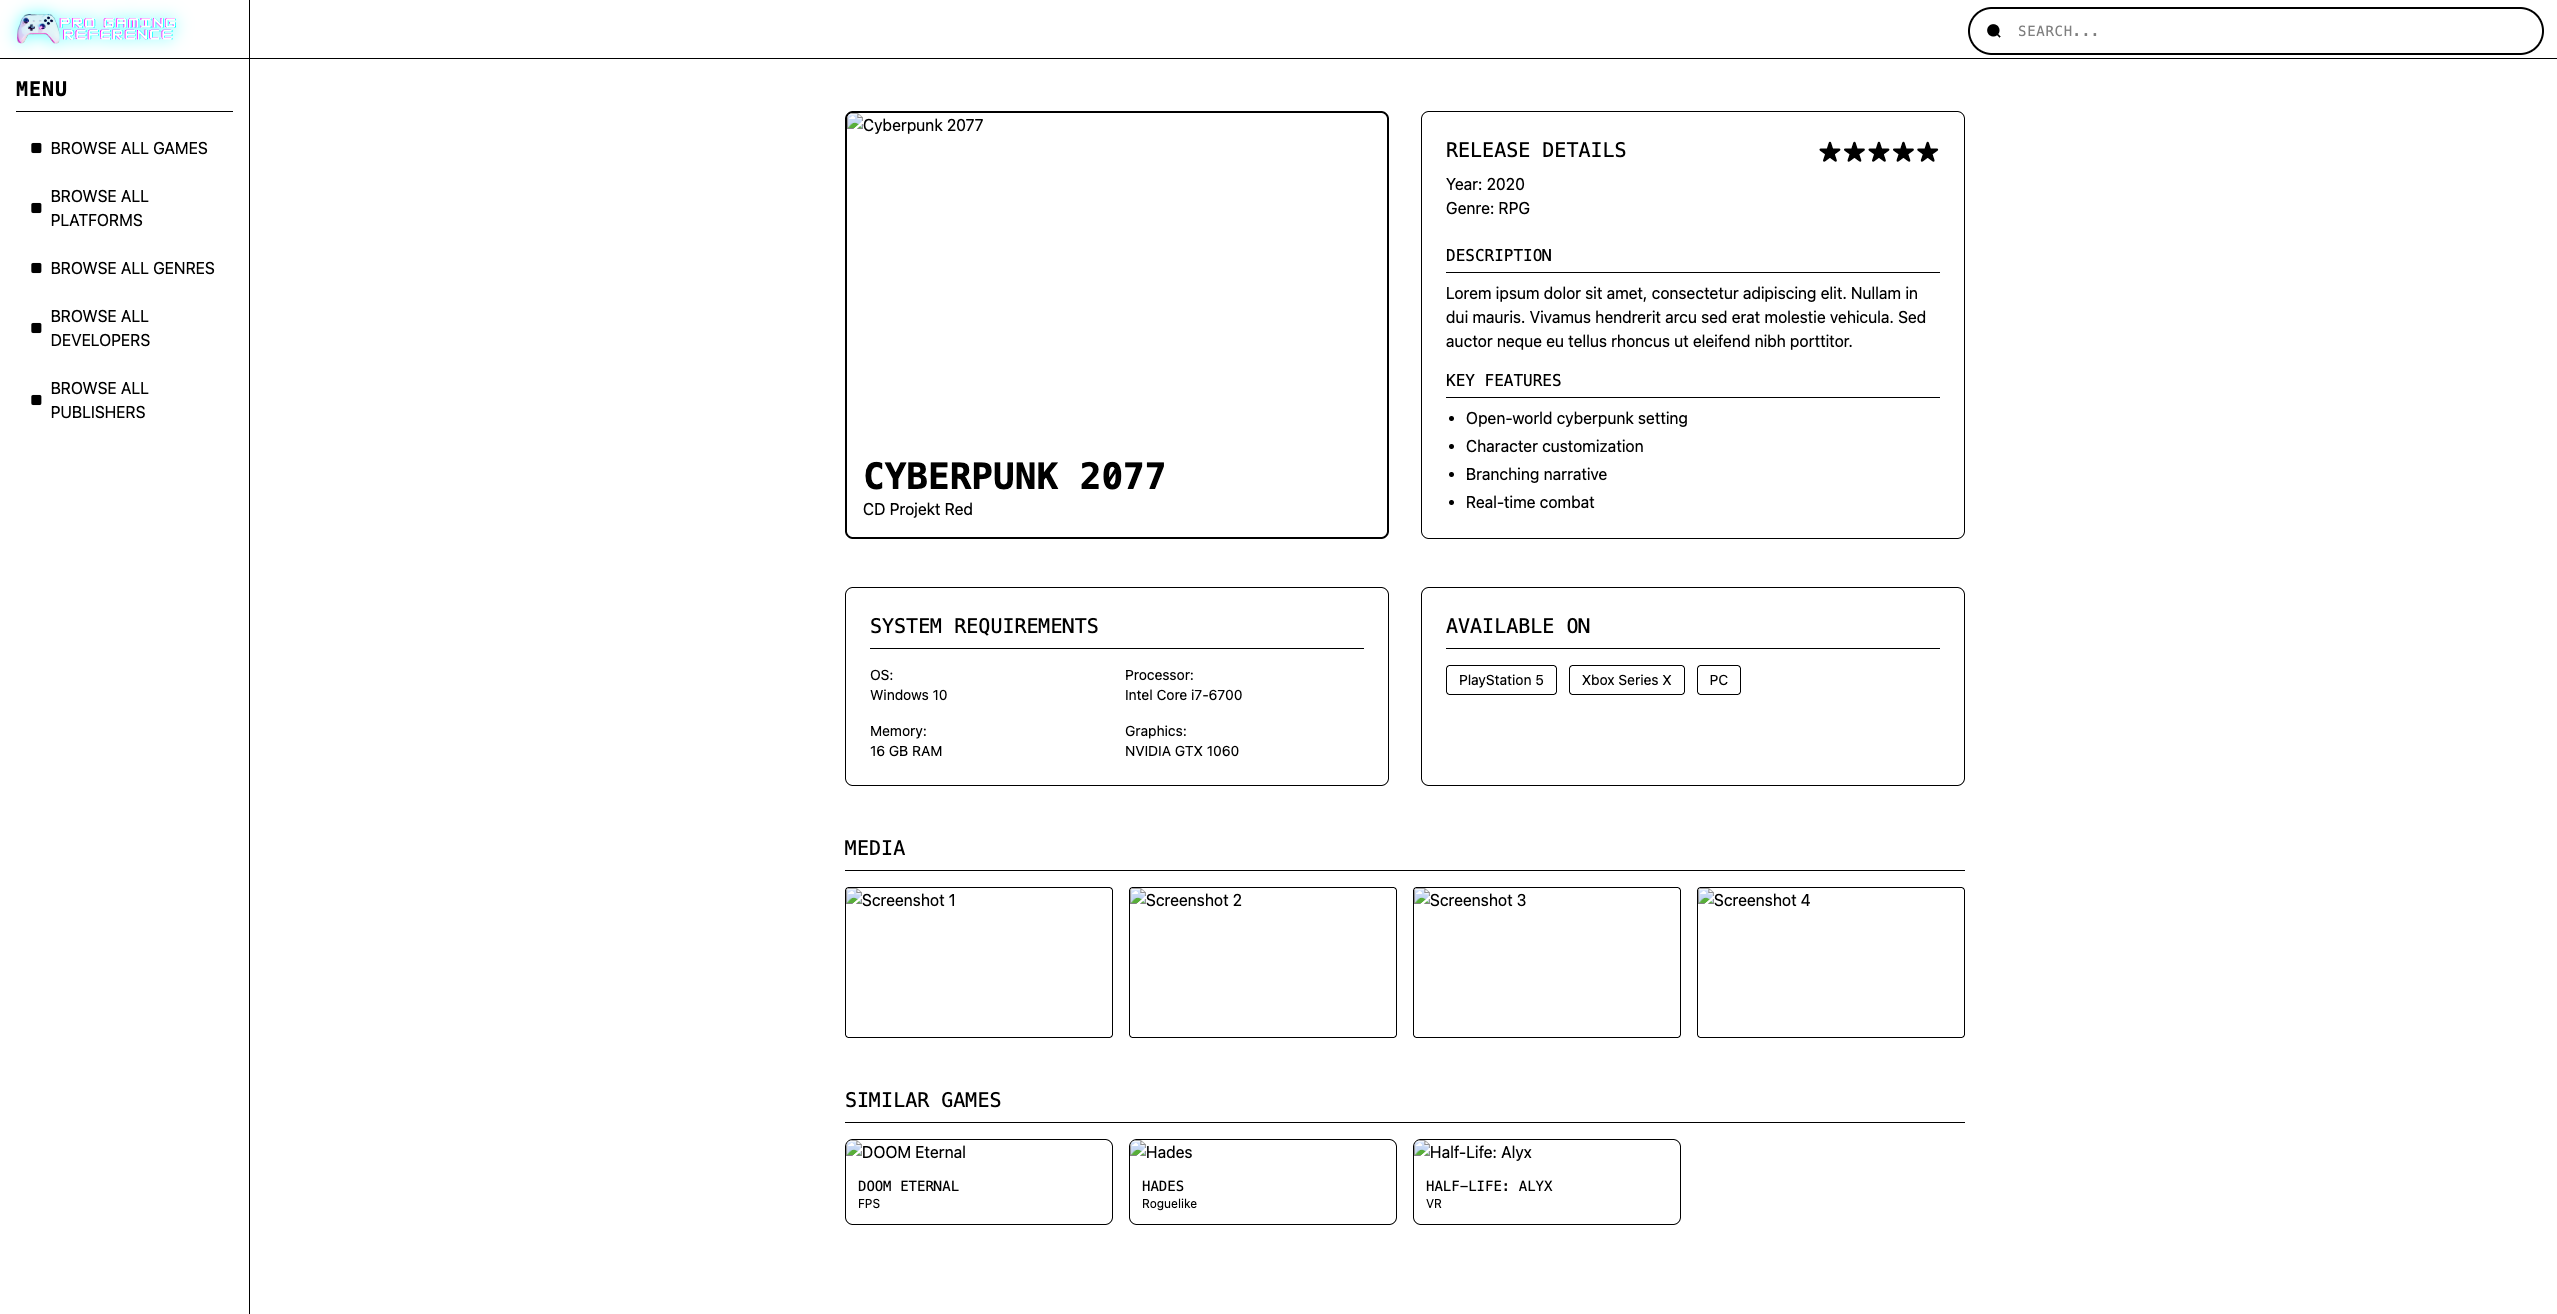 PRO GAMING
REFERENCE
SEARCH...
MENU
BROWSE ALL GAMES
BROWSE ALL
PLATFORMS
BROWSE ALL GENRES
BROWSE ALL
DEVELOPERS
BROWSE ALL
PUBLISHERS
Cyberpunk 2077
CYBERPUNK 2077
CD Projekt Red
RELEASE DETAILS
Year: 2020
Genre: RPG
DESCRIPTION
Lorem ipsum dolor sit amet, consectetur adipiscing elit. Nullam in
dui mauris. Vivamus hendrerit arcu sed erat molestie vehicula. Sed
auctor neque eu tellus rhoncus ut eleifend nibh porttitor.
KEY FEATURES
• Open-world cyberpunk setting
• Character customization
• Branching narrative
• Real-time combat
SYSTEM REQUIREMENTS
OS:
Windows 10
Processor:
Intel Core i7-6700
Memory:
16 GB RAM
Graphics:
NVIDIA GTX 1060
AVAILABLE ON
PlayStation 5
Xbox Series X
PC
MEDIA
Screenshot 1
Screenshot 2
Screenshot 3
Screenshot 4
SIMILAR GAMES
DOOM Eternal
DOOM ETERNAL
FPS
Hades
HADES
Roguelike
Half-Life: Alyx
HALF-LIFE: ALYX
VR